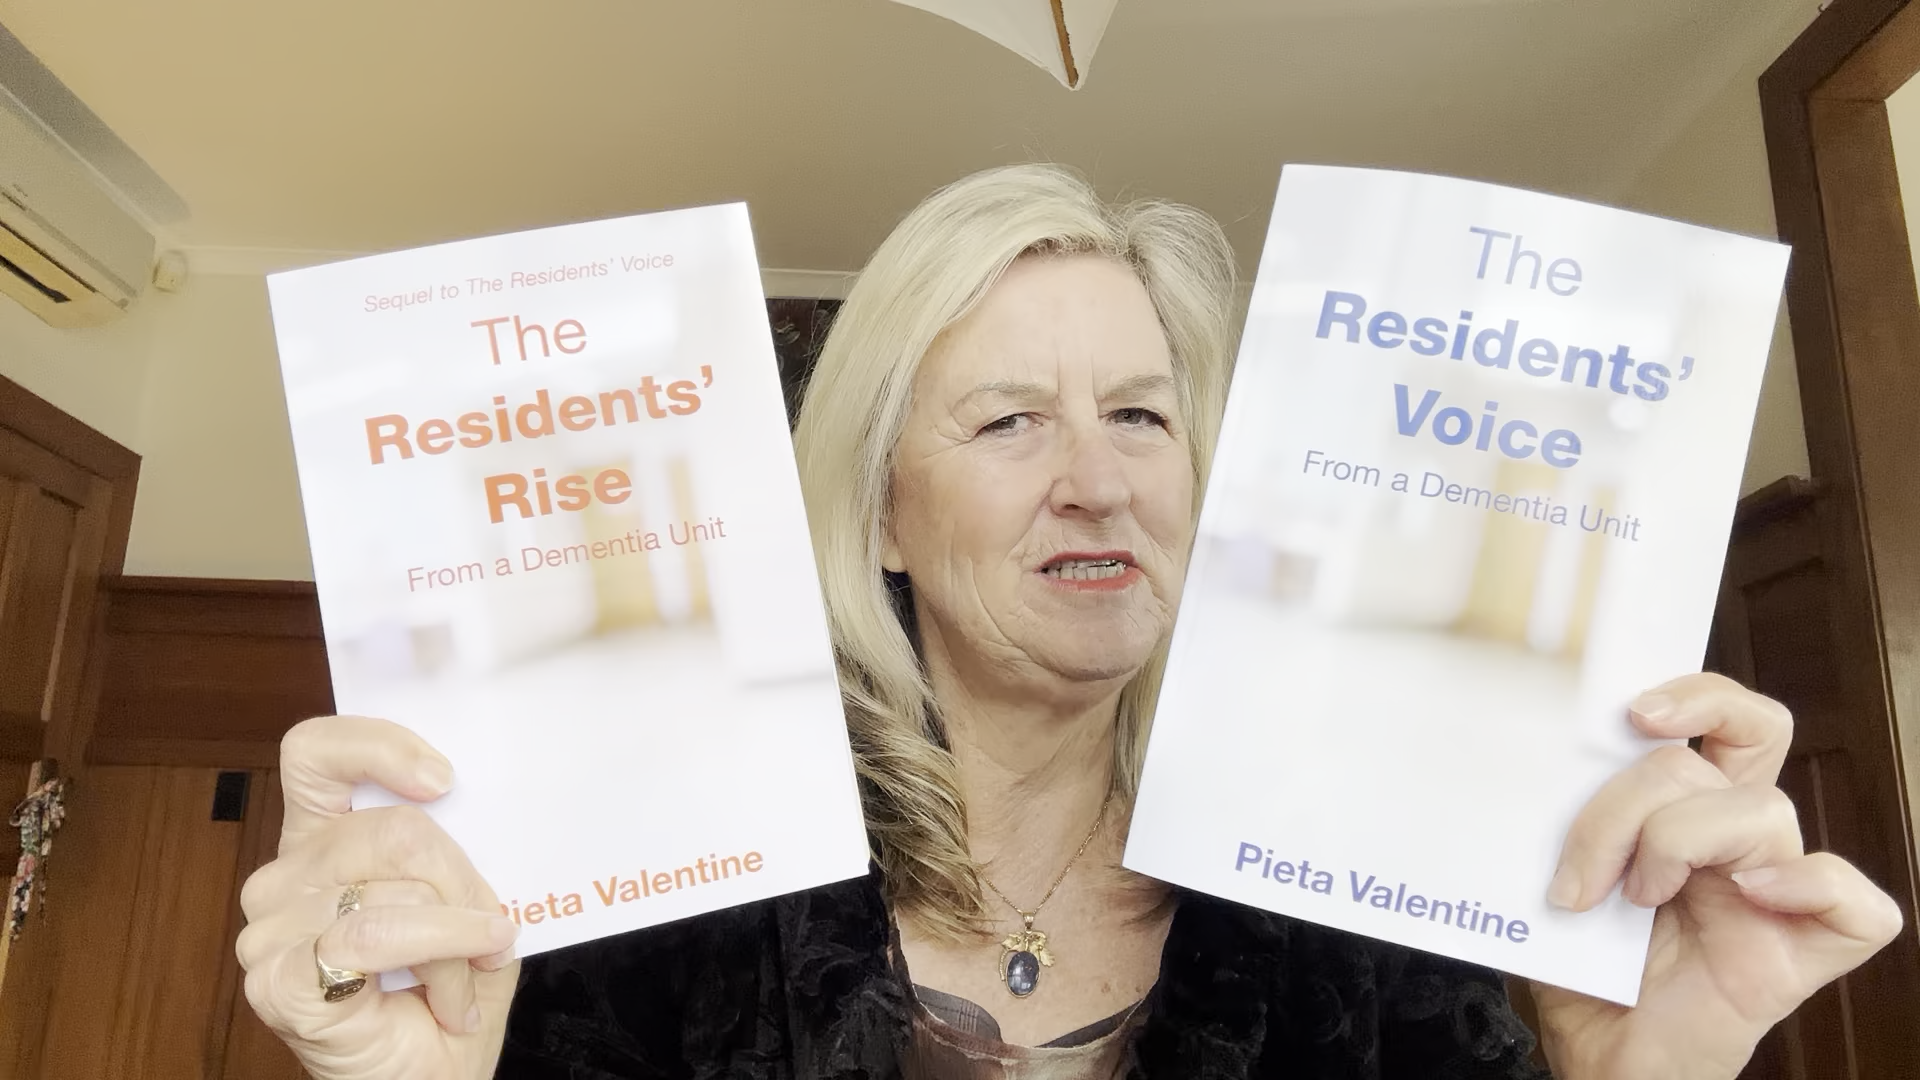 Sequel to The Residents' Voice
The
Residents'
Rise
From a Dementia Unit
Pieta Valentine
The
Residents'
Voice
From a Dementia Unit
Pieta Valentine